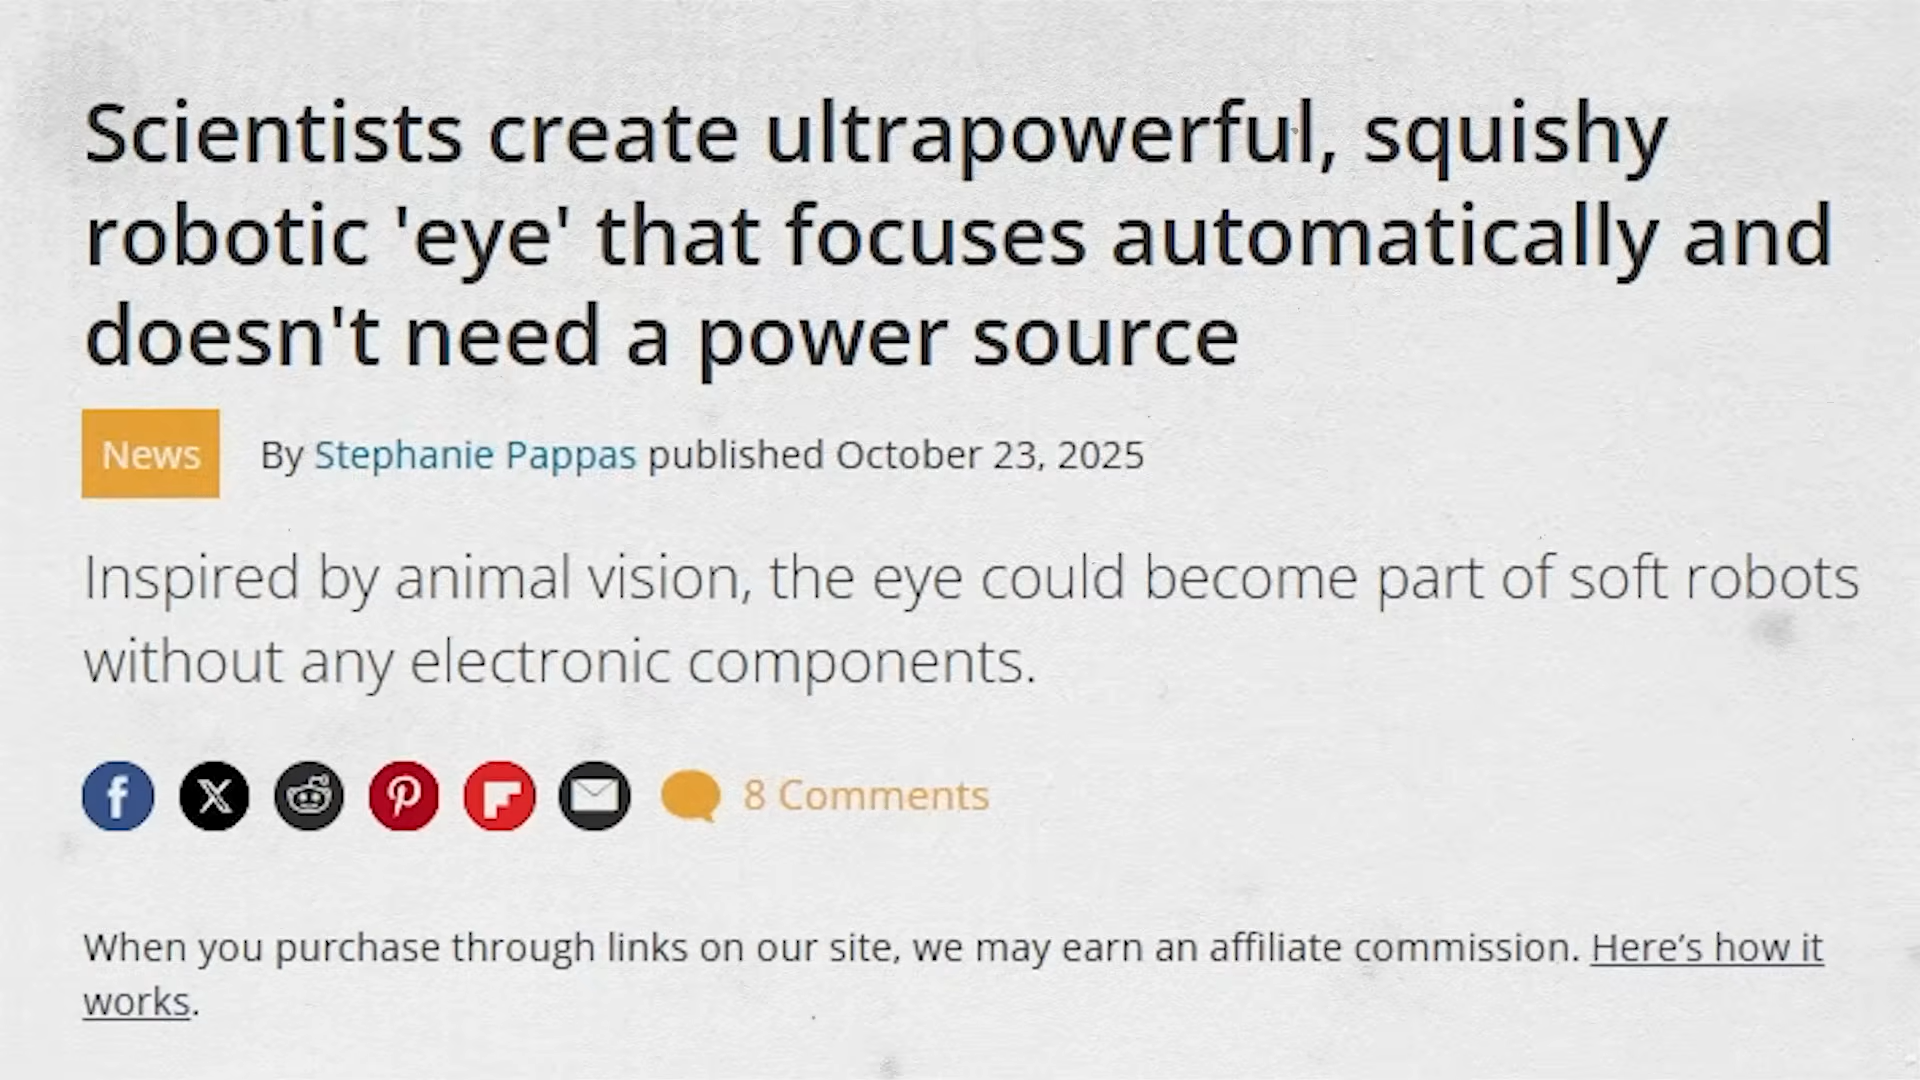 Scientists create ultrapowerful, squishy
robotic 'eye' that focuses automatically and
doesn't need a power source
News
By Stephanie Pappas published October 23, 2025
Inspired by animal vision, the eye could become part of soft robots
without any electronic components.
8 Comments
When you purchase through links on our site, we may earn an affiliate commission. Here’s how it
works.